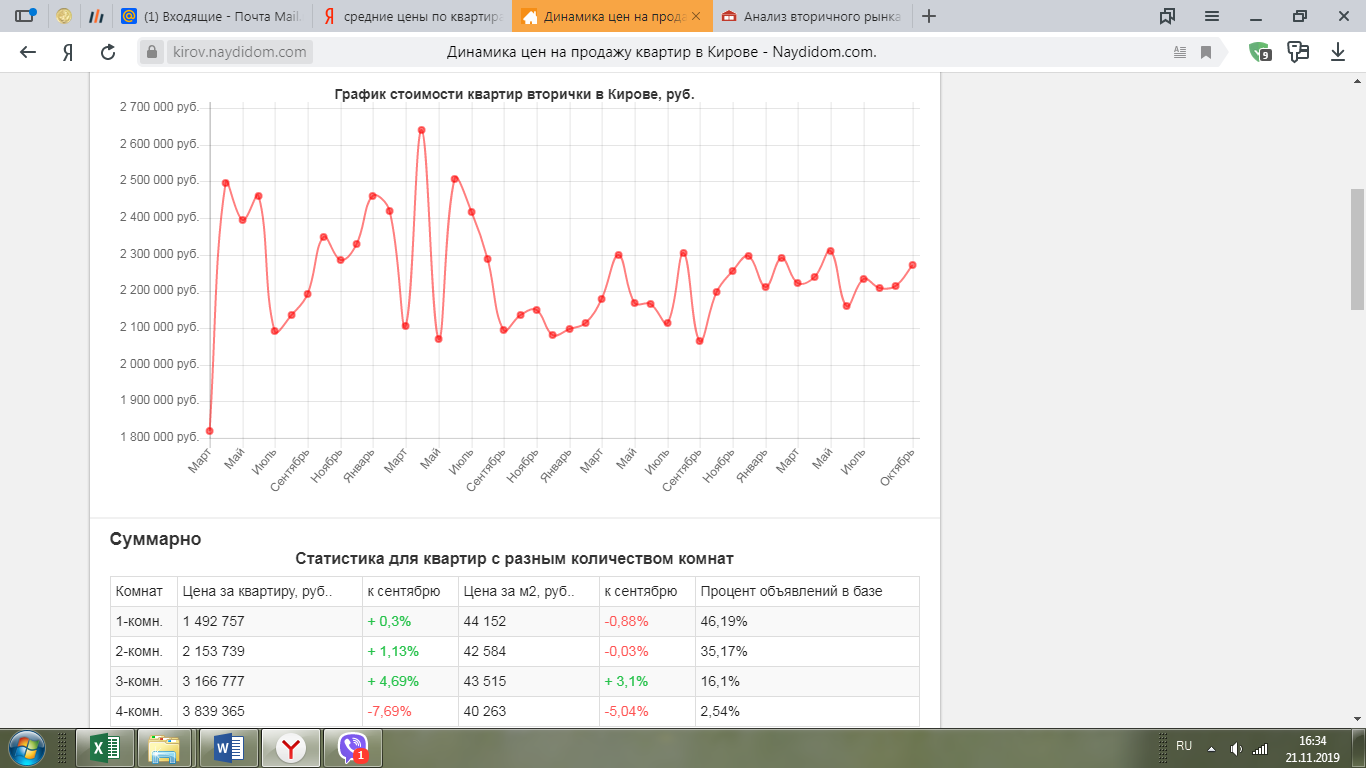 (1) Входящие - Почта Mail.
средние цены по квартира
Динамика цен на прода
Анализ вторичного рынка
kirov.naydidom.com
Динамика цен на продажу квартир в Кирове - Naydidom.com.
9
График стоимости квартир вторички в Кирове, руб.
2 700 000 руб.
2 600 000 руб.
2 500 000 руб.
2 400 000 руб.
2 300 000 руб.
2 200 000 руб.
2 100 000 руб.
2 000 000 руб.
1 900 000 руб.
1 800 000 руб.
Март Май Июль Сентябрь Ноябрь Январь Март Май Июль Сентябрь Ноябрь Январь Март Май Июль Сентябрь Ноябрь Январь Март Май Июль Октябрь
Суммарно
Статистика для квартир с разным количеством комнат
Комнат Цена за квартиру, руб.. к сентябрю Цена за м2, руб.. к сентябрю Процент объявлений в базе
1-комн. 1 492 757 + 0,3% 44 152 -0,88% 46,19%
2-комн. 2 153 739 + 1,13% 42 584 -0,03% 35,17%
3-комн. 3 166 777 + 4,69% 43 515 + 3,1% 16,1%
4-комн. 3 839 365 -7,69% 40 263 -5,04% 2,54%
1
RU
16:34
21.11.2019